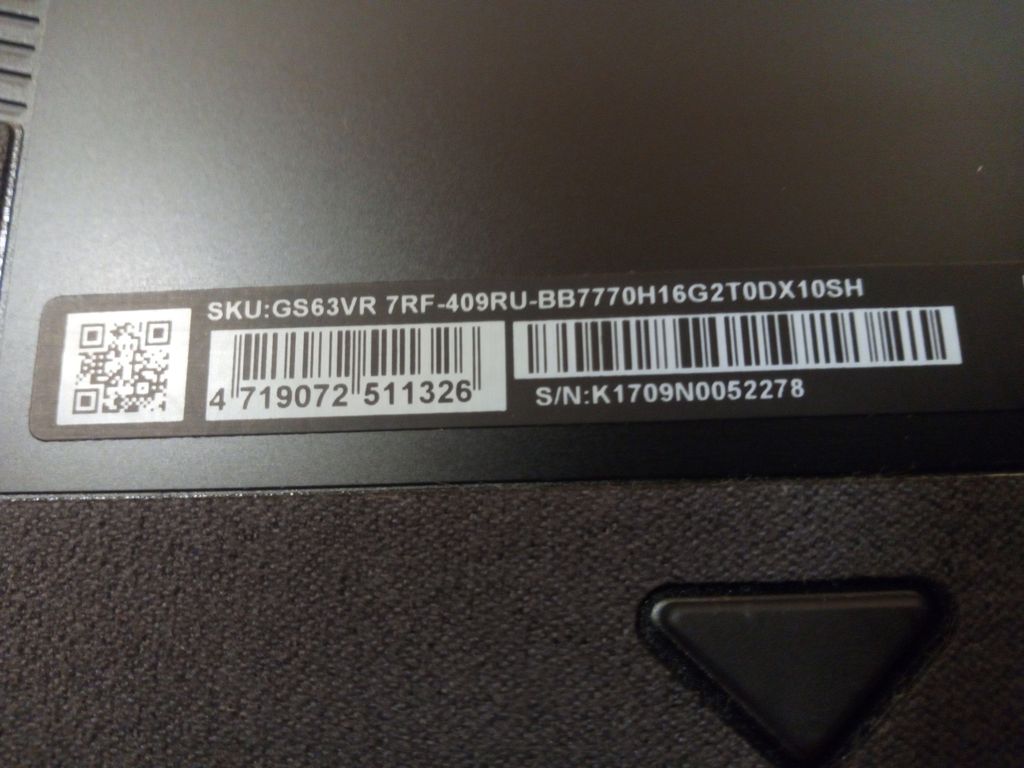 SKU:GS63VR 7RF-409RU-BB7770H16G2T0DX10SH
4 719072 511326
S/N:K1709N0052278